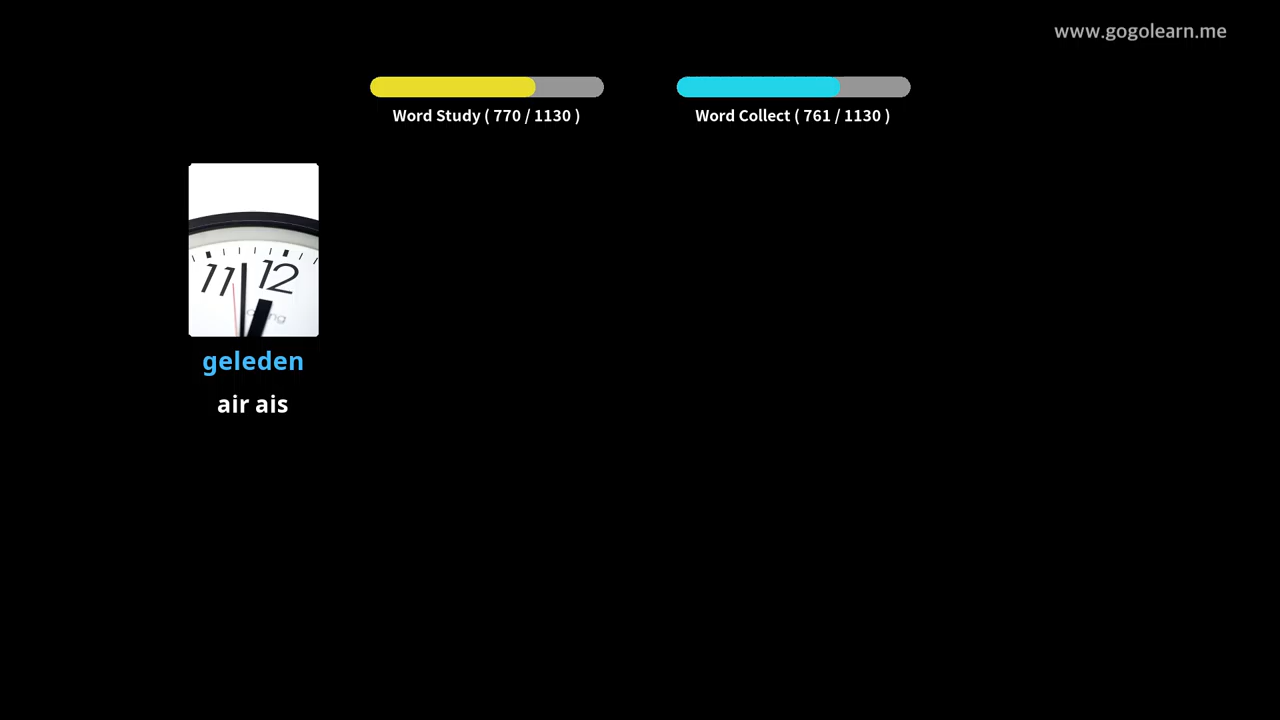 www.gogolearn.me
Word Study ( 770 / 1130 )
Word Collect ( 761 / 1130 )
11 12
geleden
air ais